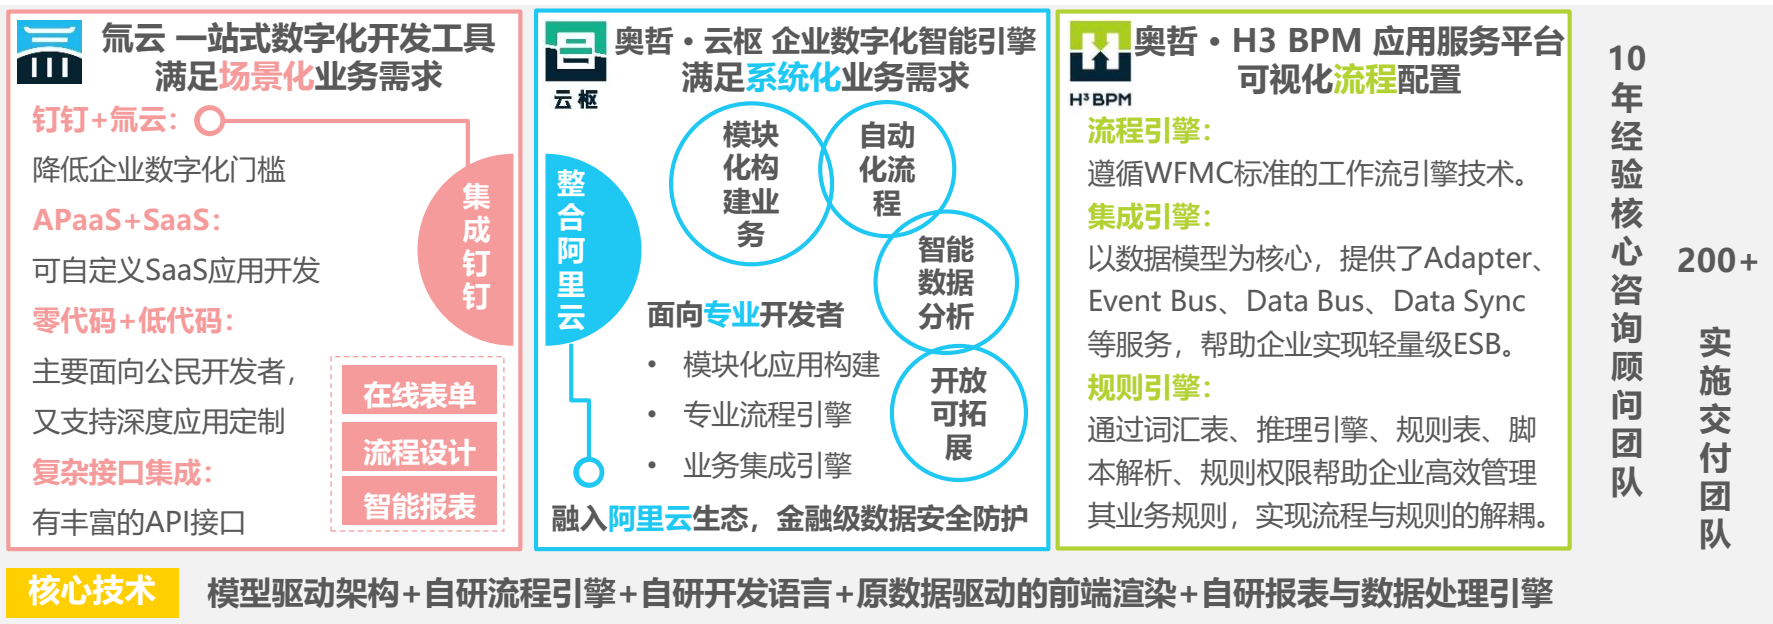 氚云 一站式数字化开发工具
满足场景化业务需求
钉钉+氚云：
降低企业数字化门槛
APaaS+SaaS：
可自定义SaaS应用开发
零代码+低代码：
主要面向公民开发者，
又支持深度应用定制
复杂接口集成：
有丰富的API接口
集
成
钉
钉
在线表单
流程设计
智能报表
云枢
奥哲·云枢 企业数字化智能引擎
满足系统化业务需求
整
合
阿
里
云
模块
化构
建业
务
自动
化流
程
智能
数据
分析
开放
可拓
展
面向专业开发者
• 模块化应用构建
• 专业流程引擎
• 业务集成引擎
融入阿里云生态，金融级数据安全防护
H³BPM
奥哲·H3 BPM 应用服务平台
可视化流程配置
流程引擎：
遵循WFMC标准的工作流引擎技术。
集成引擎：
以数据模型为核心，提供了Adapter、
Event Bus、Data Bus、Data Sync
等服务，帮助企业实现轻量级ESB。
规则引擎：
通过词汇表、推理引擎、规则表、脚
本解析、规则权限帮助企业高效管理
其业务规则，实现流程与规则的解耦。
10
年
经
验
核
心
咨
询
顾
问
团
队
200+
实
施
交
付
团
队
核心技术
模型驱动架构+自研流程引擎+自研开发语言+原数据驱动的前端渲染+自研报表与数据处理引擎